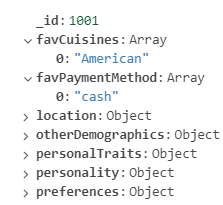 _id: 1001
favCuisines: Array
0: "American"
favPaymentMethod: Array
0: "cash"
location: Object
otherDemographics: Object
personalTraits: Object
personality: Object
preferences: Object